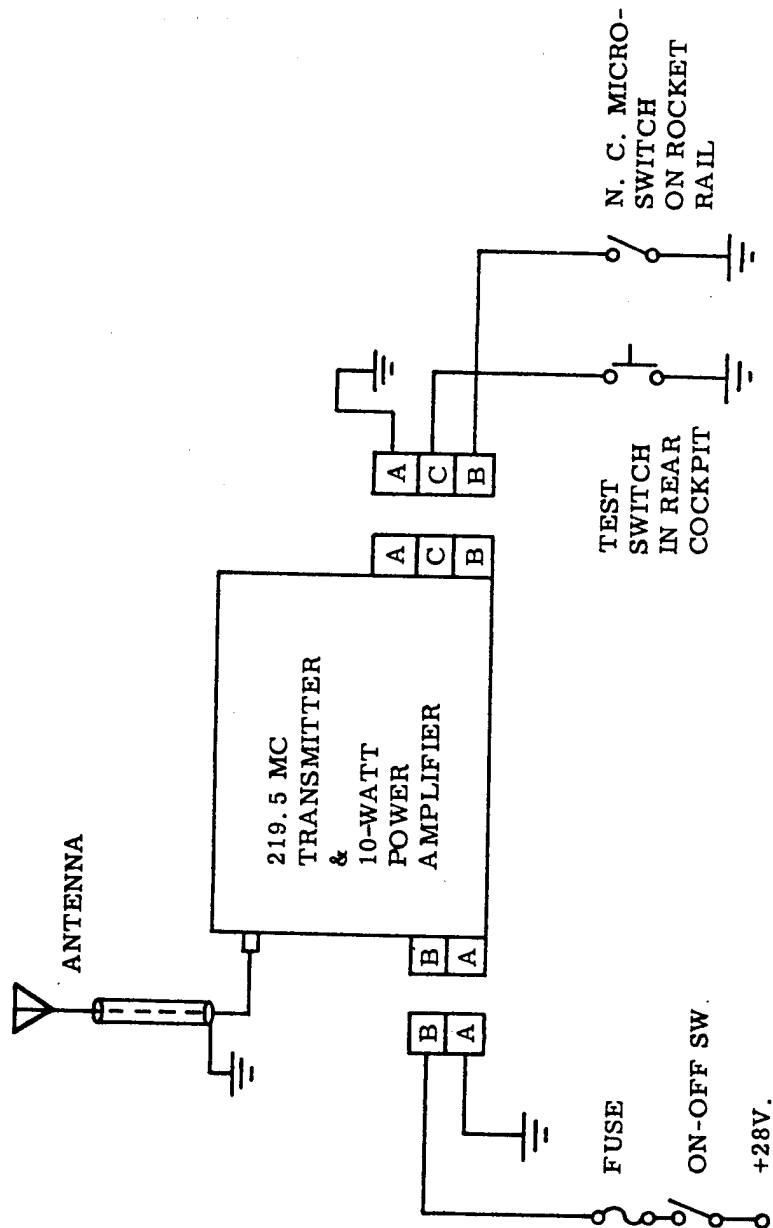 ANTENNA
219.5 MC
TRANSMITTER
&
10-WATT
POWER
AMPLIFIER
B
A
B
A
A
C
B
A
C
B
FUSE
ON-OFF SW.
+28V.
TEST
SWITCH
IN REAR
COCKPIT
N. C. MICRO-
SWITCH
ON ROCKET
RAIL